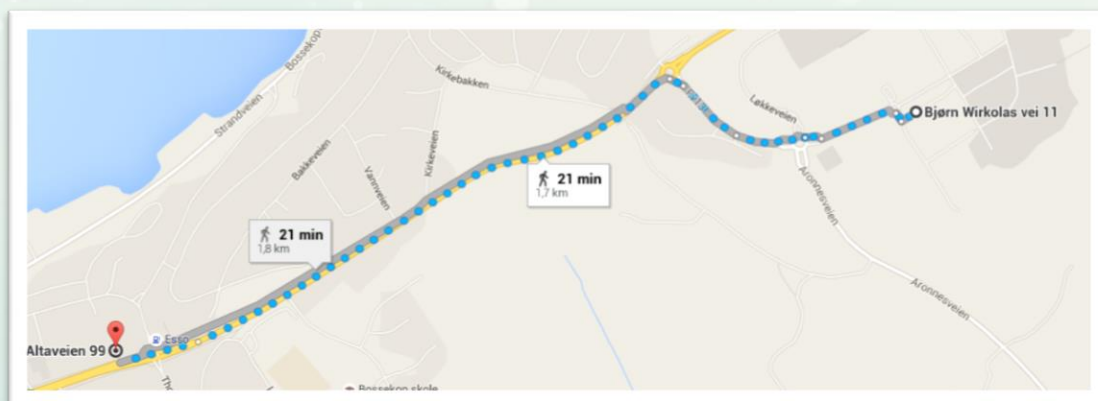 Bossekop
Strandveien
Kirkebakken
Løkkeveien
Bjørn Wirkolas vei 11
Bakkeveien
Vannveien
Kirkeveien
21 min
1,7 km
Aronnesveien
21 min
1,8 km
Aronnesveien
Esso
Altaveien 99
Bossekop skole